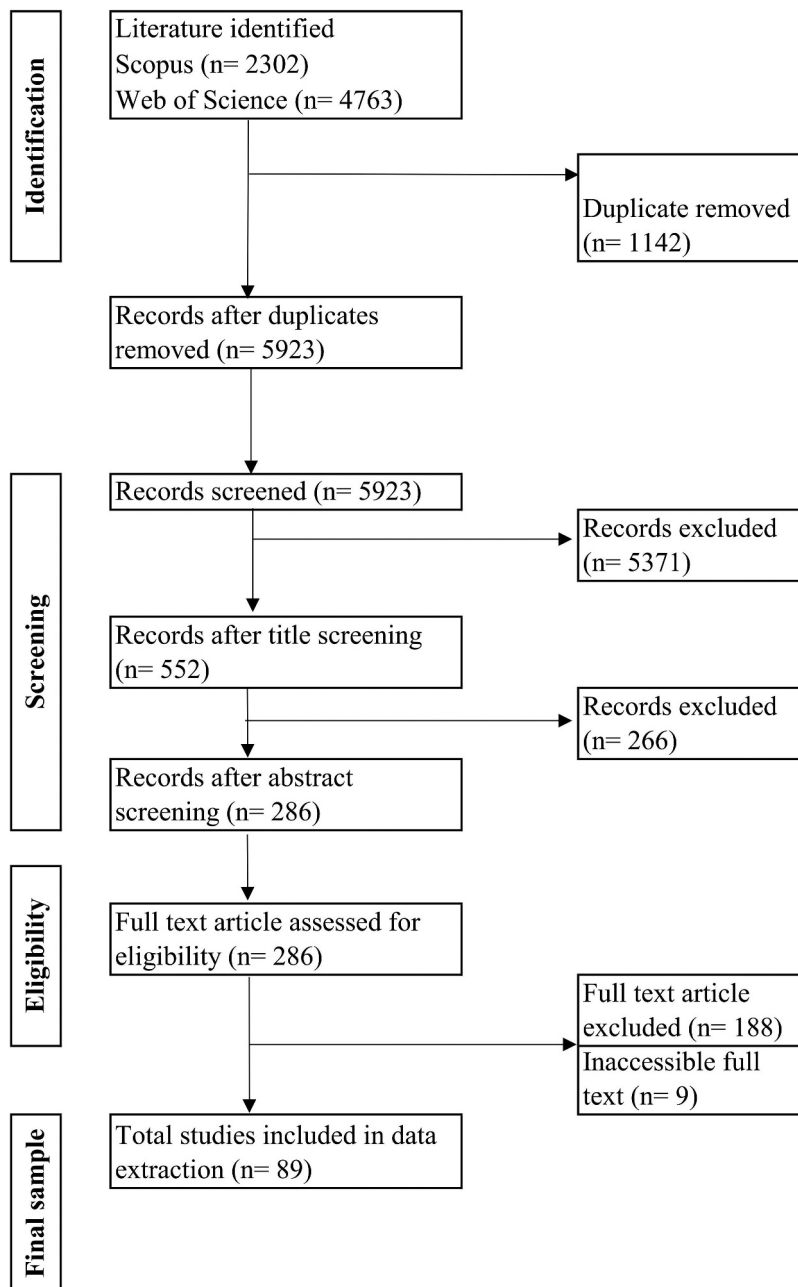 Identification
Literature identified
Scopus (n= 2302)
Web of Science (n= 4763)
Duplicate removed
(n= 1142)
Records after duplicates
removed (n= 5923)
Screening
Records screened (n= 5923)
Records excluded
(n= 5371)
Records after title screening
(n= 552)
Records excluded
(n= 266)
Records after abstract
screening (n= 286)
Eligibility
Full text article assessed for
eligibility (n= 286)
Full text article
excluded (n= 188)
Inaccessible full
text (n= 9)
Final sample
Total studies included in data
extraction (n= 89)